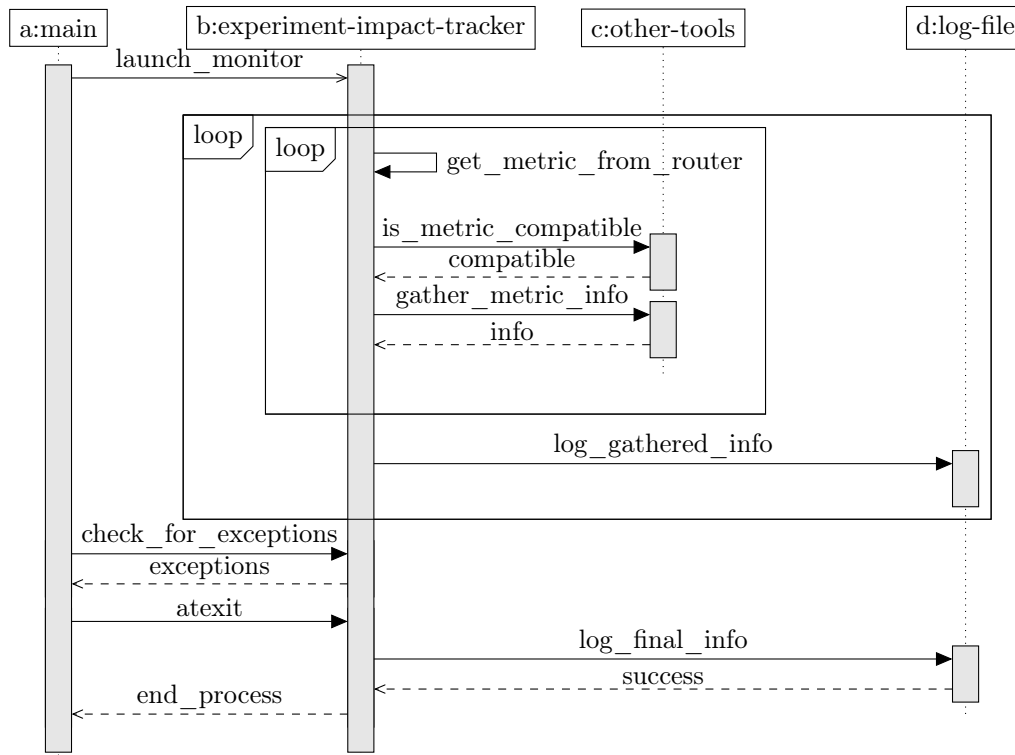 a:main
b:experiment-impact-tracker
c:other-tools
d:log-file
launch_monitor
loop
loop
get_metric_from_router
is_metric_compatible
compatible
gather_metric_info
info
log_gathered_info
check_for_exceptions
exceptions
atexit
log_final_info
success
end_process